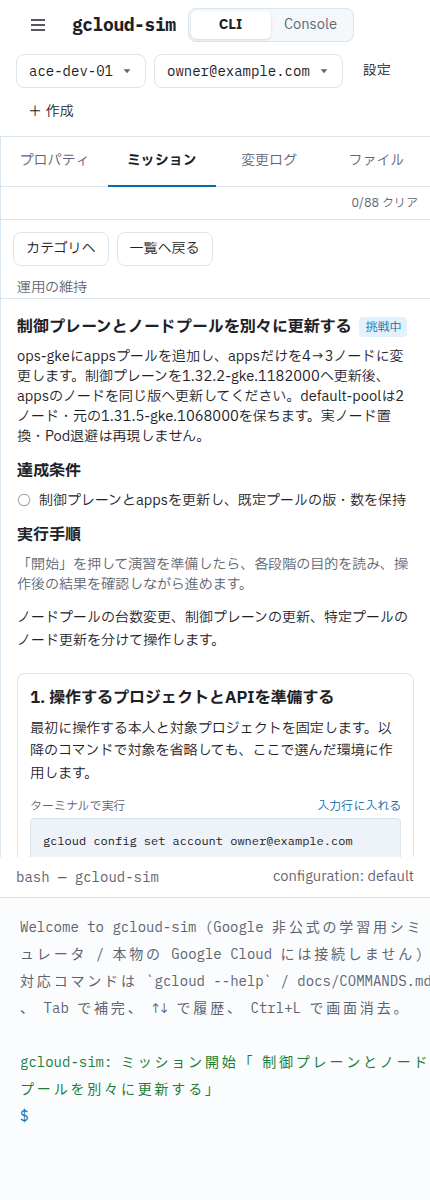 gcloud-sim CLI Console
ace-dev-01 owner@example.com 設定
＋ 作成
プロパティ ミッション 変更ログ ファイル
0/88 クリア
カテゴリへ 一覧へ戻る
運用の維持
制御プレーンとノードプールを別々に更新する 挑戦中
ops-gkeにappsプールを追加し、appsだけを4→3ノードに変
更します。制御プレーンを1.32.2-gke.1182000へ更新後、
appsのノードを同じ版へ更新してください。default-poolは2
ノード・元の1.31.5-gke.1068000を保ちます。実ノード置
換・Pod退避は再現しません。
達成条件
○ 制御プレーンとappsを更新し、既定プールの版・数を保持
実行手順
「開始」を押して演習を準備したら、各段階の目的を読み、操
作後の結果を確認しながら進めます。
ノードプールの台数変更、制御プレーンの更新、特定プールの
ノード更新を分けて操作します。
1. 操作するプロジェクトとAPIを準備する
最初に操作する本人と対象プロジェクトを固定します。以
降のコマンドで対象を省略しても、ここで選んだ環境に作
用します。
ターミナルで実行 入力行に入れる
gcloud config set account owner@example.com
bash — gcloud-sim configuration: default
Welcome to gcloud-sim (Google 非公式の学習用シミ
ュレータ / 本物の Google Cloud には接続しません)
対応コマンドは `gcloud --help` / docs/COMMANDS.md
、 Tab で補完、 ↑↓ で履歴、 Ctrl+L で画面消去。
gcloud-sim: ミッション開始「 制御プレーンとノード
プールを別々に更新する」
$